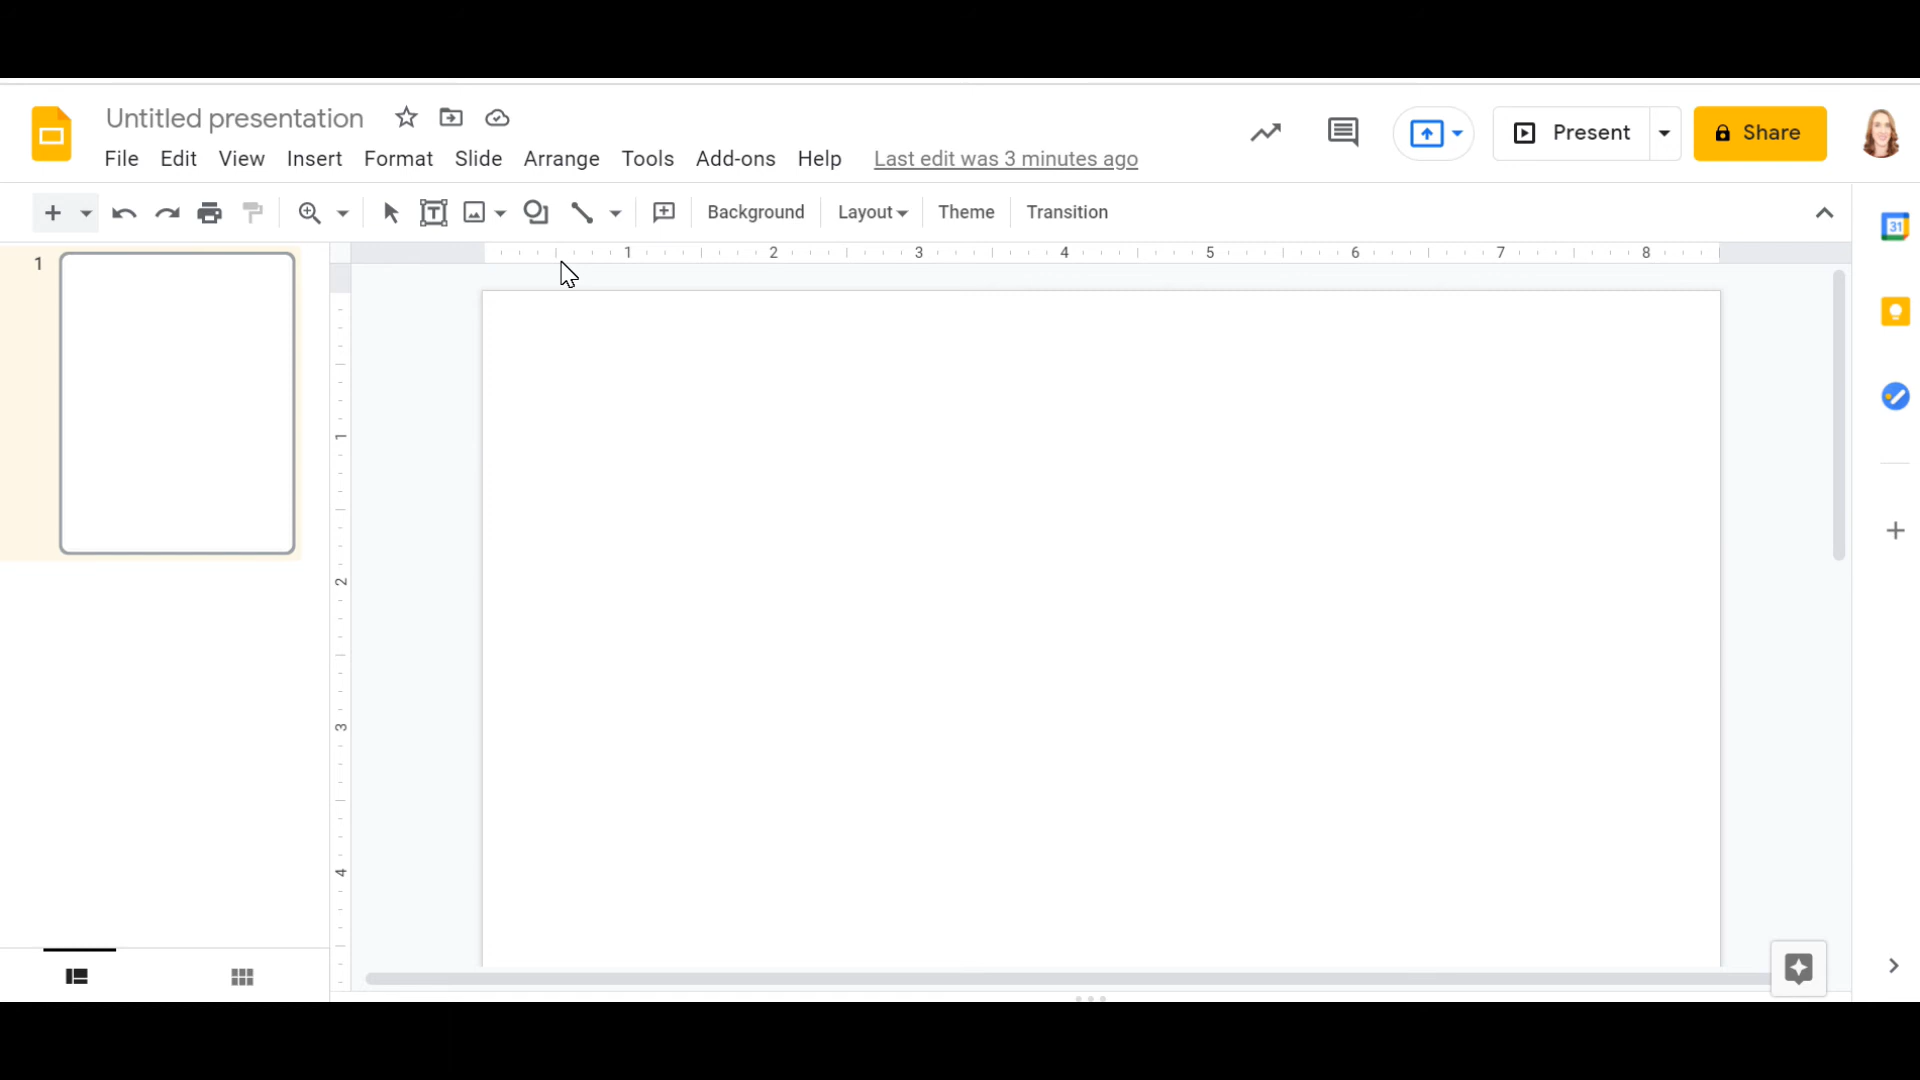 Untitled presentation
File Edit View Insert Format Slide Arrange Tools Add-ons Help Last edit was 3 minutes ago
Present
Share
Background Layout Theme Transition
31
1 2 3 4 5 6 7 8
1
1
2
3
4